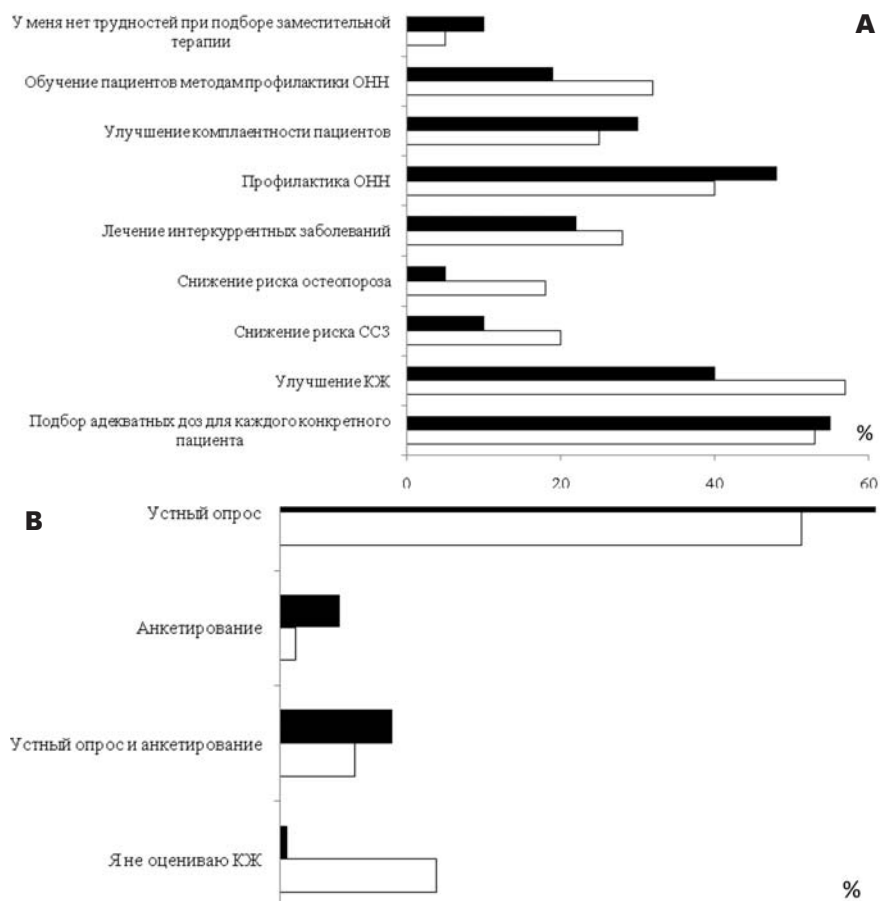 A
У меня нет трудностей при подборе заместительной
терапии
Обучение пациентов методам профилактики ОНН
Улучшение комплаентности пациентов
Профилактика ОНН
Лечение интеркуррентных заболеваний
Снижение риска остеопороза
Снижение риска ССЗ
Улучшение КЖ
Подбор адекватных доз для каждого конкретного
пациента
%
0 20 40 60
B
Устный опрос
Анкетирование
Устный опрос и анкетирование
Я не оцениваю КЖ
%